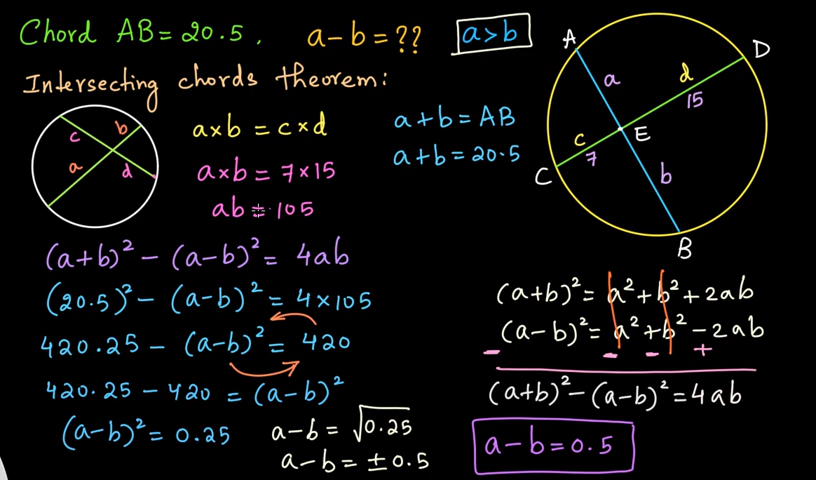 Chord AB = 20.5, a - b = ?? a > b
Intersecting chords theorem:
c b
a d
a × b = c × d
a × b = 7 × 15
ab = 105
a + b = AB
a + b = 20.5
A
D
a
d
15
E
c
7
C
b
B
(a+b)² - (a-b)² = 4ab
(20.5)² - (a-b)² = 4 × 105
420.25 - (a-b)² = 420
420.25 - 420 = (a-b)²
(a-b)² = 0.25
a - b = √0.25
a - b = ± 0.5
(a+b)² = a² + b² + 2ab
(a-b)² = a² + b² - 2ab
- - - +
(a+b)² - (a-b)² = 4ab
a - b = 0.5